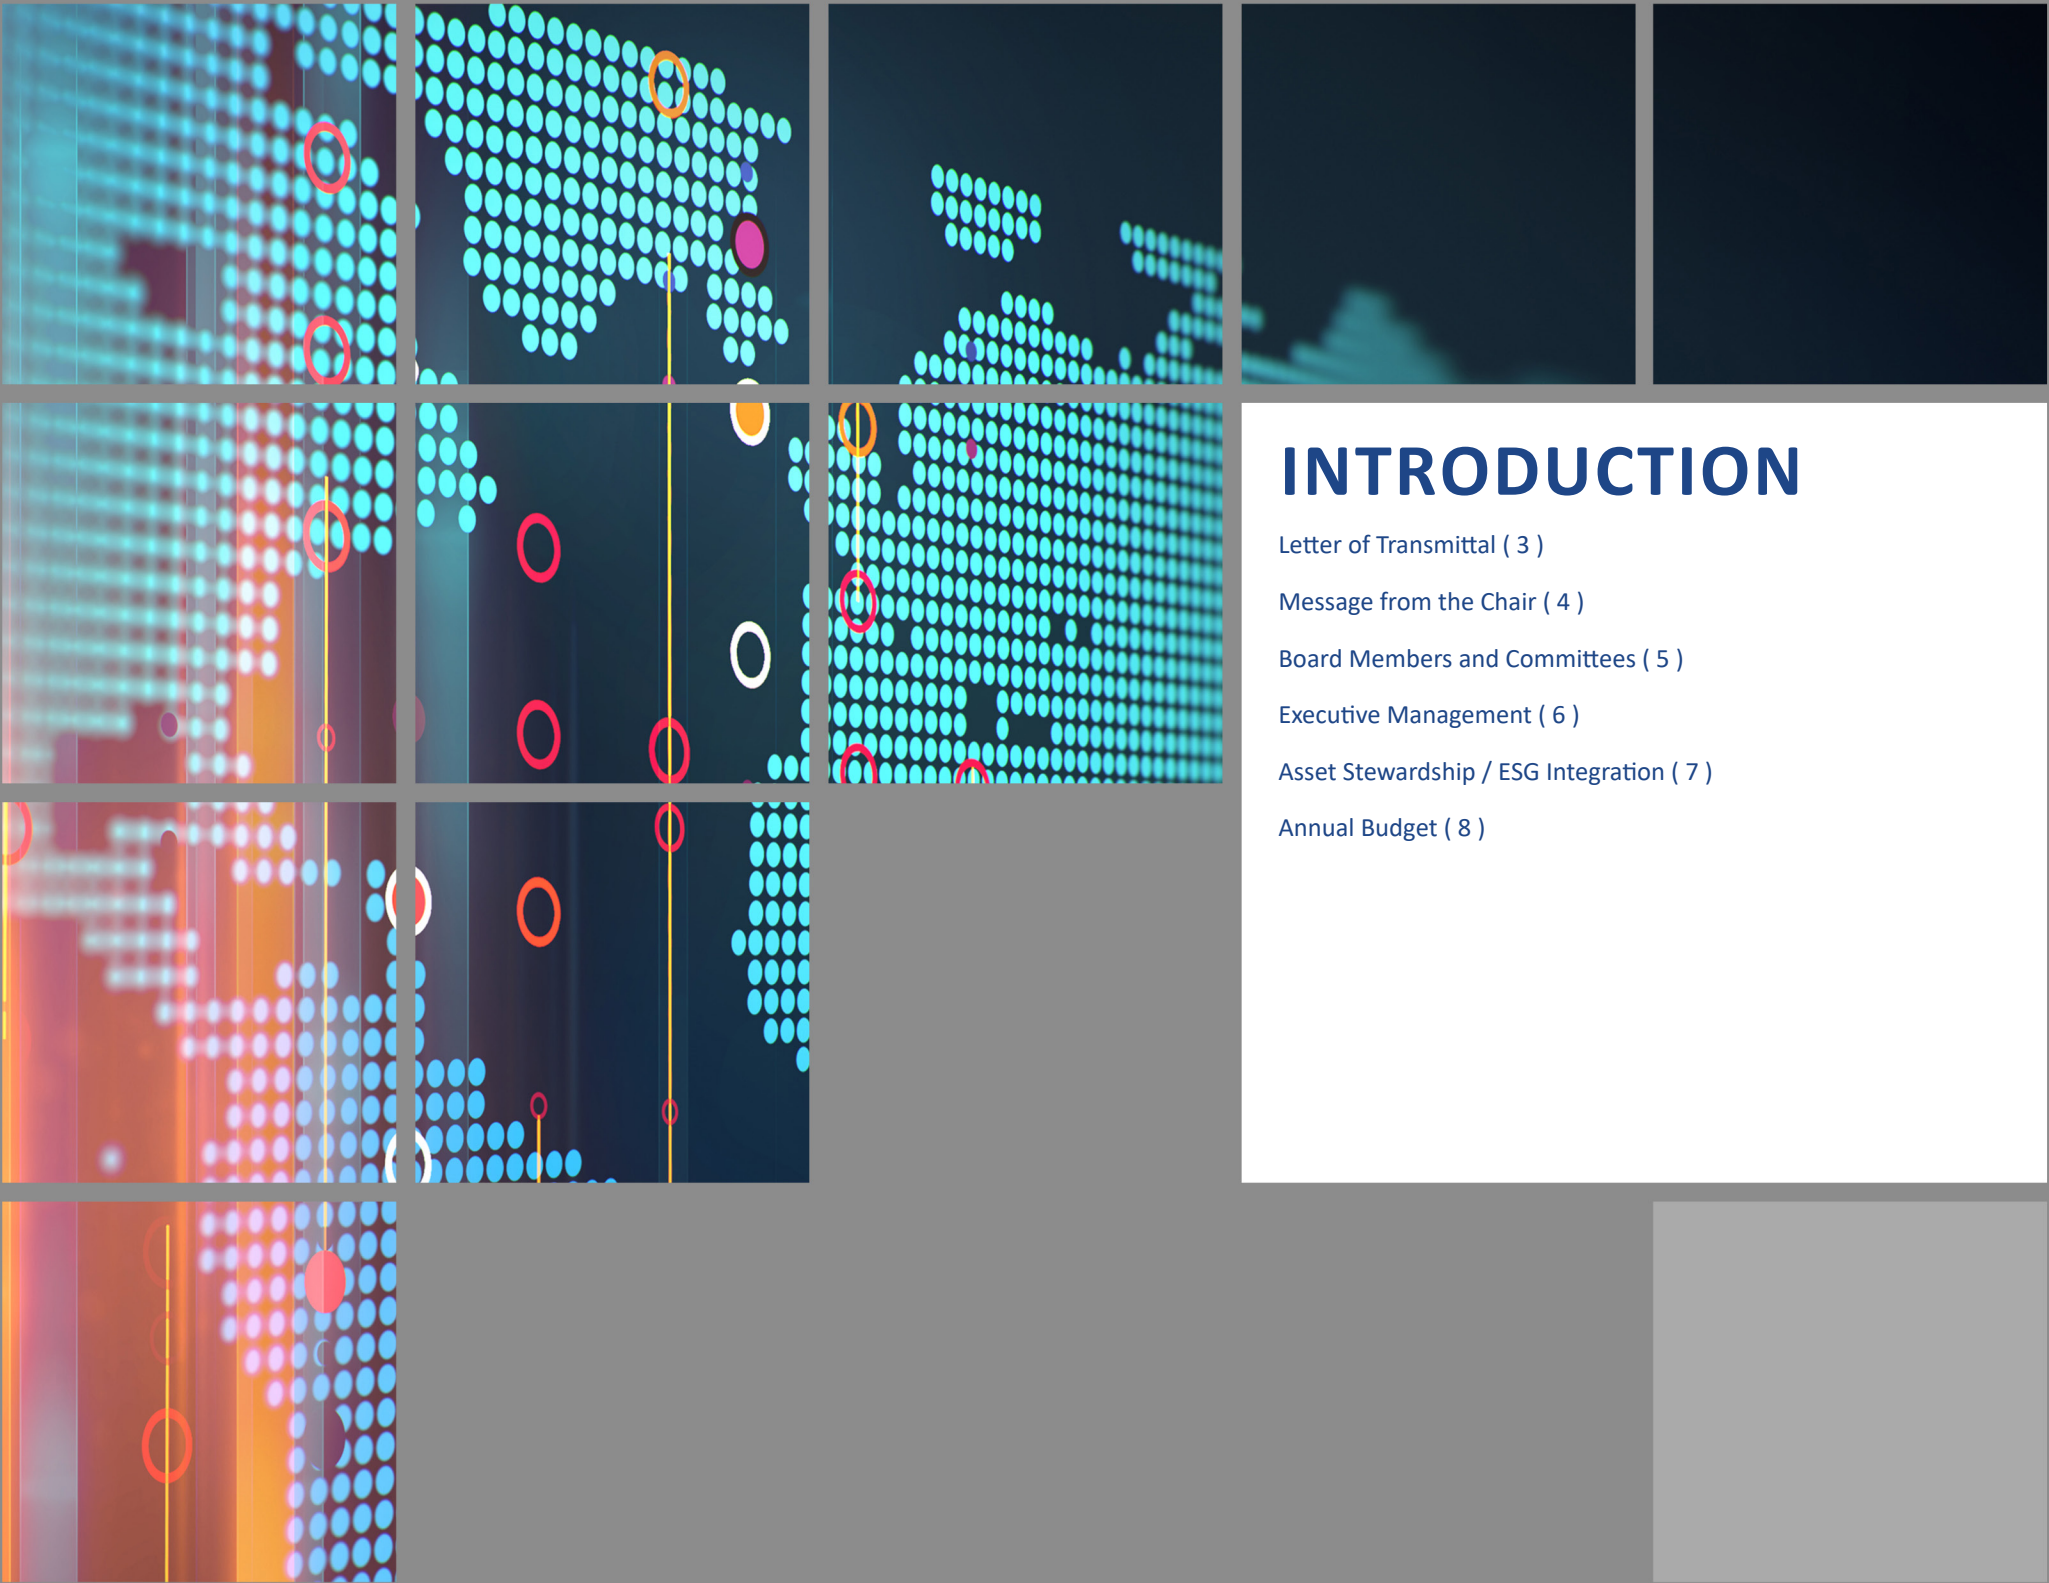 INTRODUCTION
Letter of Transmittal ( 3 )
Message from the Chair ( 4 )
Board Members and Committees ( 5 )
Executive Management ( 6 )
Asset Stewardship / ESG Integration ( 7 )
Annual Budget ( 8 )